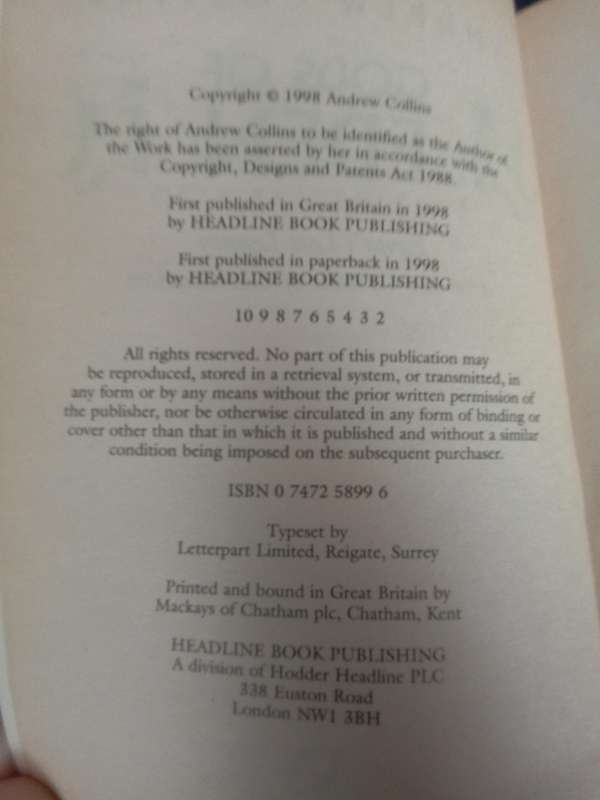 Copyright © 1998 Andrew Collins
The right of Andrew Collins to be identified as the Author of
the Work has been asserted by her in accordance with the
Copyright, Designs and Patents Act 1988.
First published in Great Britain in 1998
by HEADLINE BOOK PUBLISHING
First published in paperback in 1998
by HEADLINE BOOK PUBLISHING
10 9 8 7 6 5 4 3 2
All rights reserved. No part of this publication may
be reproduced, stored in a retrieval system, or transmitted, in
any form or by any means without the prior written permission of
the publisher, nor be otherwise circulated in any form of binding or
cover other than that in which it is published and without a similar
condition being imposed on the subsequent purchaser.
ISBN 0 7472 5899 6
Typeset by
Letterpart Limited, Reigate, Surrey
Printed and bound in Great Britain by
Mackays of Chatham plc, Chatham, Kent
HEADLINE BOOK PUBLISHING
A division of Hodder Headline PLC
338 Euston Road
London NW1 3BH